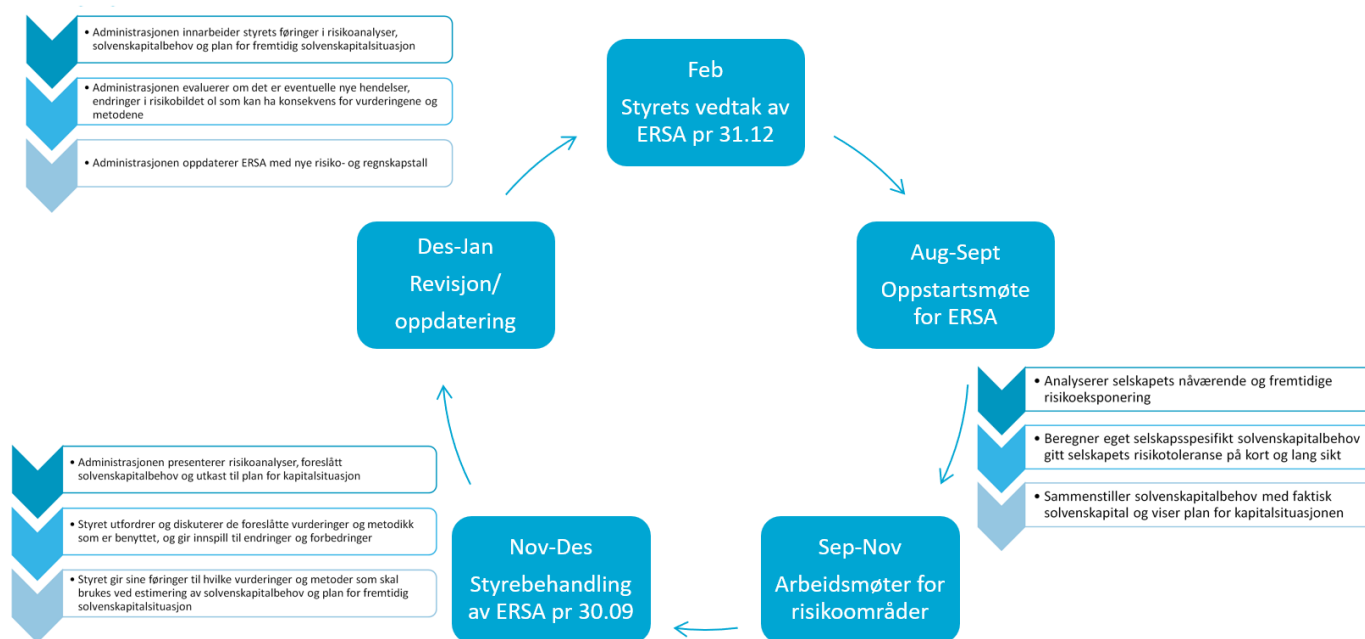 • Administrasjonen innarbeider styrets føringer i risikoanalyser,
solvenskapitalbehov og plan for fremtidig solvenskapitalsituasjon
• Administrasjonen evaluerer om det er eventuelle nye hendelser,
endringer i risikobildet ol som kan ha konsekvens for vurderingene og
metodene
• Administrasjonen oppdaterer ERSA med nye risiko- og regnskapstall
Feb
Styrets vedtak av
ERSA pr 31.12
Des-Jan
Revisjon/
oppdatering
Aug-Sept
Oppstartsmøte
for ERSA
• Analyserer selskapets nåværende og fremtidige
risikoeksponering
• Beregner eget selskapsspesifikt solvenskapitalbehov
gitt selskapets risikotoleranse på kort og lang sikt
• Sammenstiller solvenskapitalbehov med faktisk
solvenskapital og viser plan for kapitalsituasjonen
• Administrasjonen presenterer risikoanalyser, foreslått
solvenskapitalbehov og utkast til plan for kapitalsituasjon
• Styret utfordrer og diskuterer de foreslåtte vurderinger og metodikk
som er benyttet, og gir innspill til endringer og forbedringer
• Styret gir sine føringer til hvilke vurderinger og metoder som skal
brukes ved estimering av solvenskapitalbehov og plan for fremtidig
solvenskapitalsituasjon
Nov-Des
Styrebehandling
av ERSA pr 30.09
Sep-Nov
Arbeidsmøter for
risikoområder